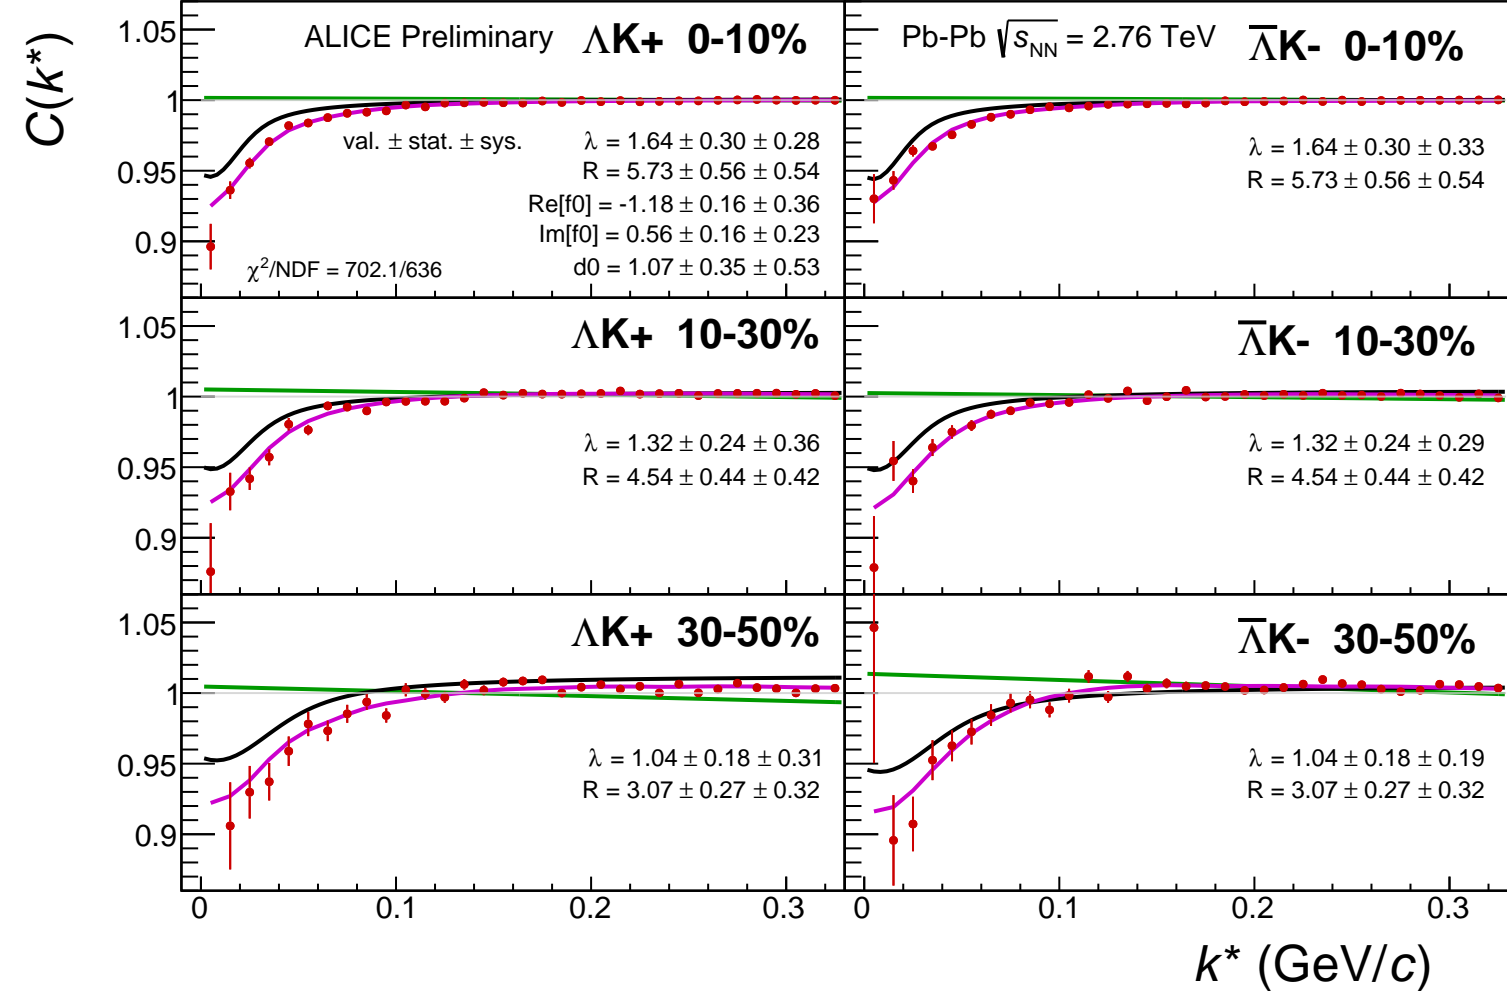 C(k*)
1.05
1
0.95
0.9
ALICE Preliminary ΛK+ 0-10%
val. ± stat. ± sys.
λ = 1.64 ± 0.30 ± 0.28
R = 5.73 ± 0.56 ± 0.54
Re[f0] = -1.18 ± 0.16 ± 0.36
Im[f0] = 0.56 ± 0.16 ± 0.23
χ²/NDF = 702.1/636
d0 = 1.07 ± 0.35 ± 0.53
Pb-Pb √sNN = 2.76 TeV Λ̅K- 0-10%
λ = 1.64 ± 0.30 ± 0.33
R = 5.73 ± 0.56 ± 0.54
1.05
1
0.95
0.9
ΛK+ 10-30%
λ = 1.32 ± 0.24 ± 0.36
R = 4.54 ± 0.44 ± 0.42
Λ̅K- 10-30%
λ = 1.32 ± 0.24 ± 0.29
R = 4.54 ± 0.44 ± 0.42
1.05
1
0.95
0.9
ΛK+ 30-50%
λ = 1.04 ± 0.18 ± 0.31
R = 3.07 ± 0.27 ± 0.32
Λ̅K- 30-50%
λ = 1.04 ± 0.18 ± 0.19
R = 3.07 ± 0.27 ± 0.32
0 0.1 0.2 0.3 0 0.1 0.2 0.3
k* (GeV/c)